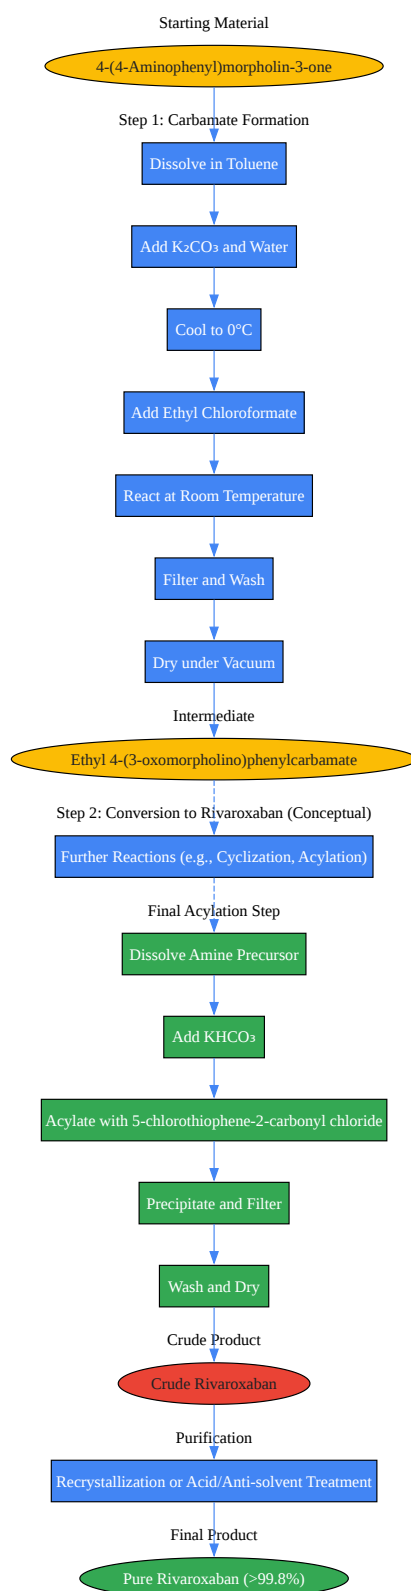 Starting Material
4-(4-Aminophenyl)morpholin-3-one
Step 1: Carbamate Formation
Dissolve in Toluene
Add K₂CO₃ and Water
Cool to 0°C
Add Ethyl Chloroformate
React at Room Temperature
Filter and Wash
Dry under Vacuum
Intermediate
Ethyl 4-(3-oxomorpholino)phenylcarbamate
Step 2: Conversion to Rivaroxaban (Conceptual)
Further Reactions (e.g., Cyclization, Acylation)
Final Acylation Step
Dissolve Amine Precursor
Add KHCO₃
Acylate with 5-chlorothiophene-2-carbonyl chloride
Precipitate and Filter
Wash and Dry
Crude Product
Crude Rivaroxaban
Purification
Recrystallization or Acid/Anti-solvent Treatment
Final Product
Pure Rivaroxaban (>99.8%)